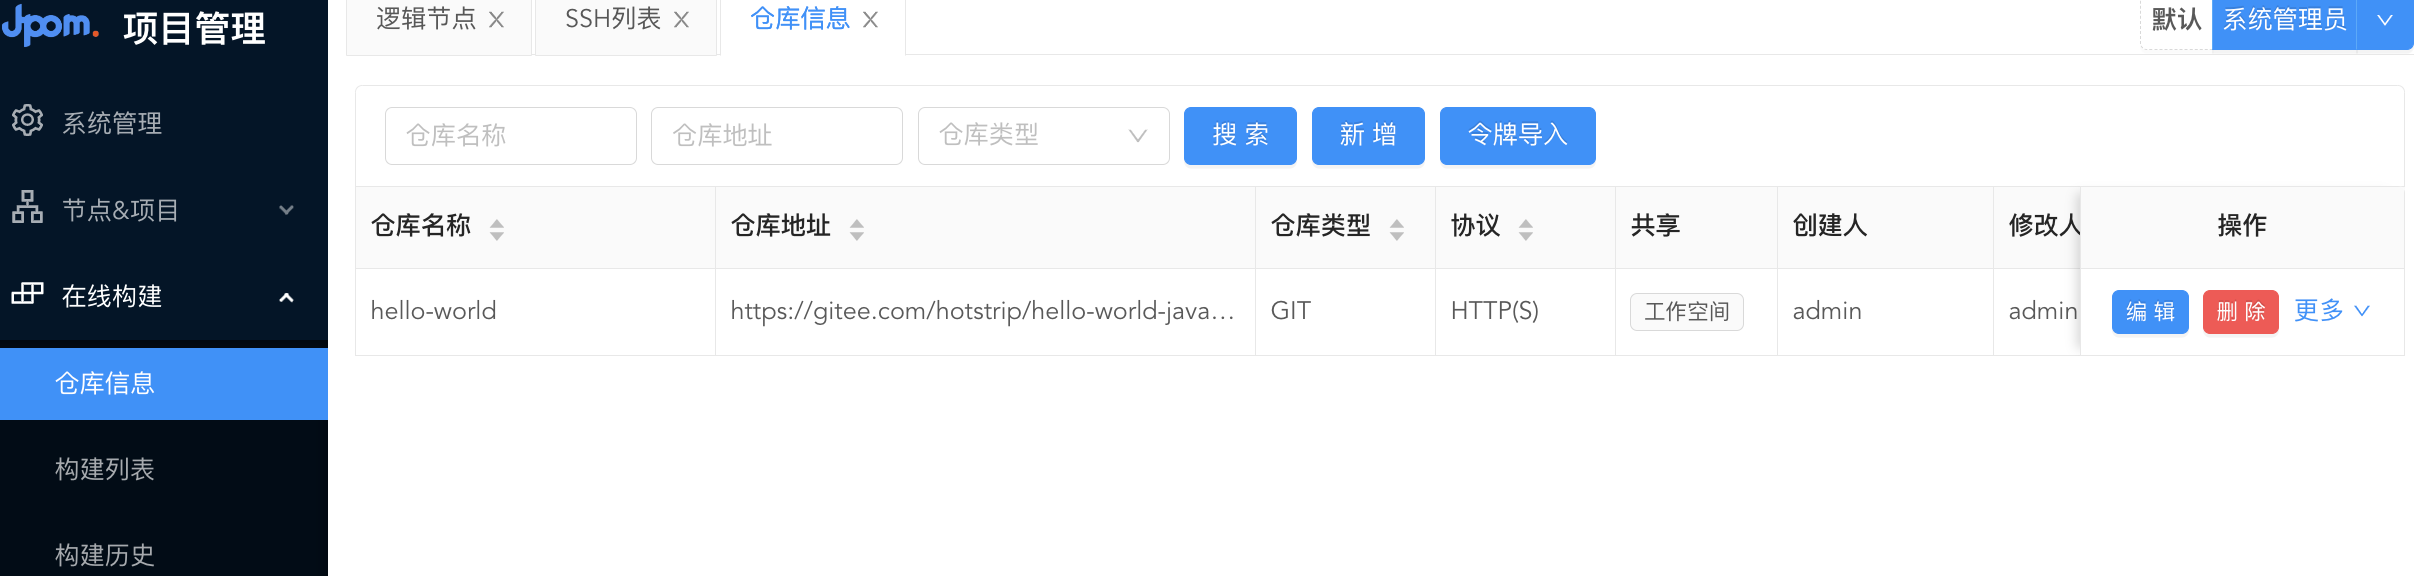 Jpom. 项目管理
逻辑节点 X SSH列表 X 仓库信息 X 默认 系统管理员
系统管理
节点&项目
在线构建
仓库信息
构建列表
构建历史
仓库名称 仓库地址 仓库类型 搜 索 新 增 令牌导入
仓库名称 仓库地址 仓库类型 协议 共享 创建人 修改人 操作
hello-world https://gitee.com/hotstrip/hello-world-java... GIT HTTP(S) 工作空间 admin admin 编 辑 删 除 更多